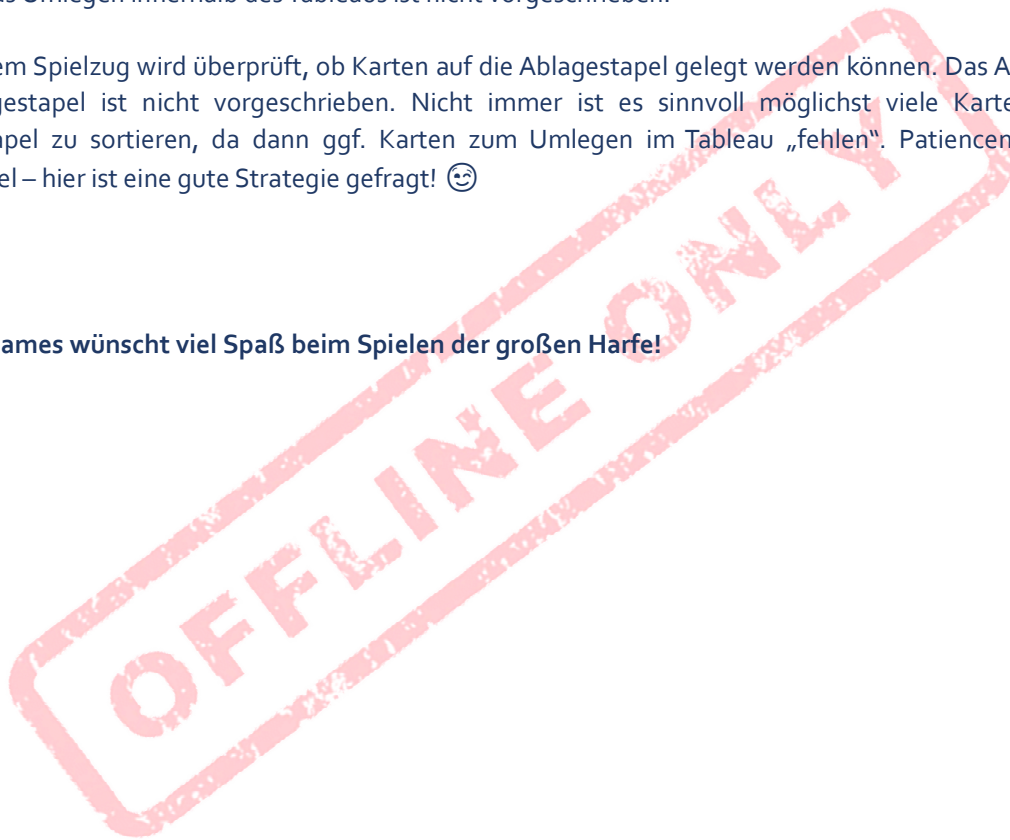 as Umlegen innerhalb des Tableaus ist nicht vorgeschrieben.
em Spielzug wird überprüft, ob Karten auf die Ablagestapel gelegt werden können. Das A
gestapel ist nicht vorgeschrieben. Nicht immer ist es sinnvoll möglichst viele Karte
apel zu sortieren, da dann ggf. Karten zum Umlegen im Tableau „fehlen“. Patiencen
el – hier ist eine gute Strategie gefragt! 😉
ames wünscht viel Spaß beim Spielen der großen Harfe!
OFFLINE ONLY